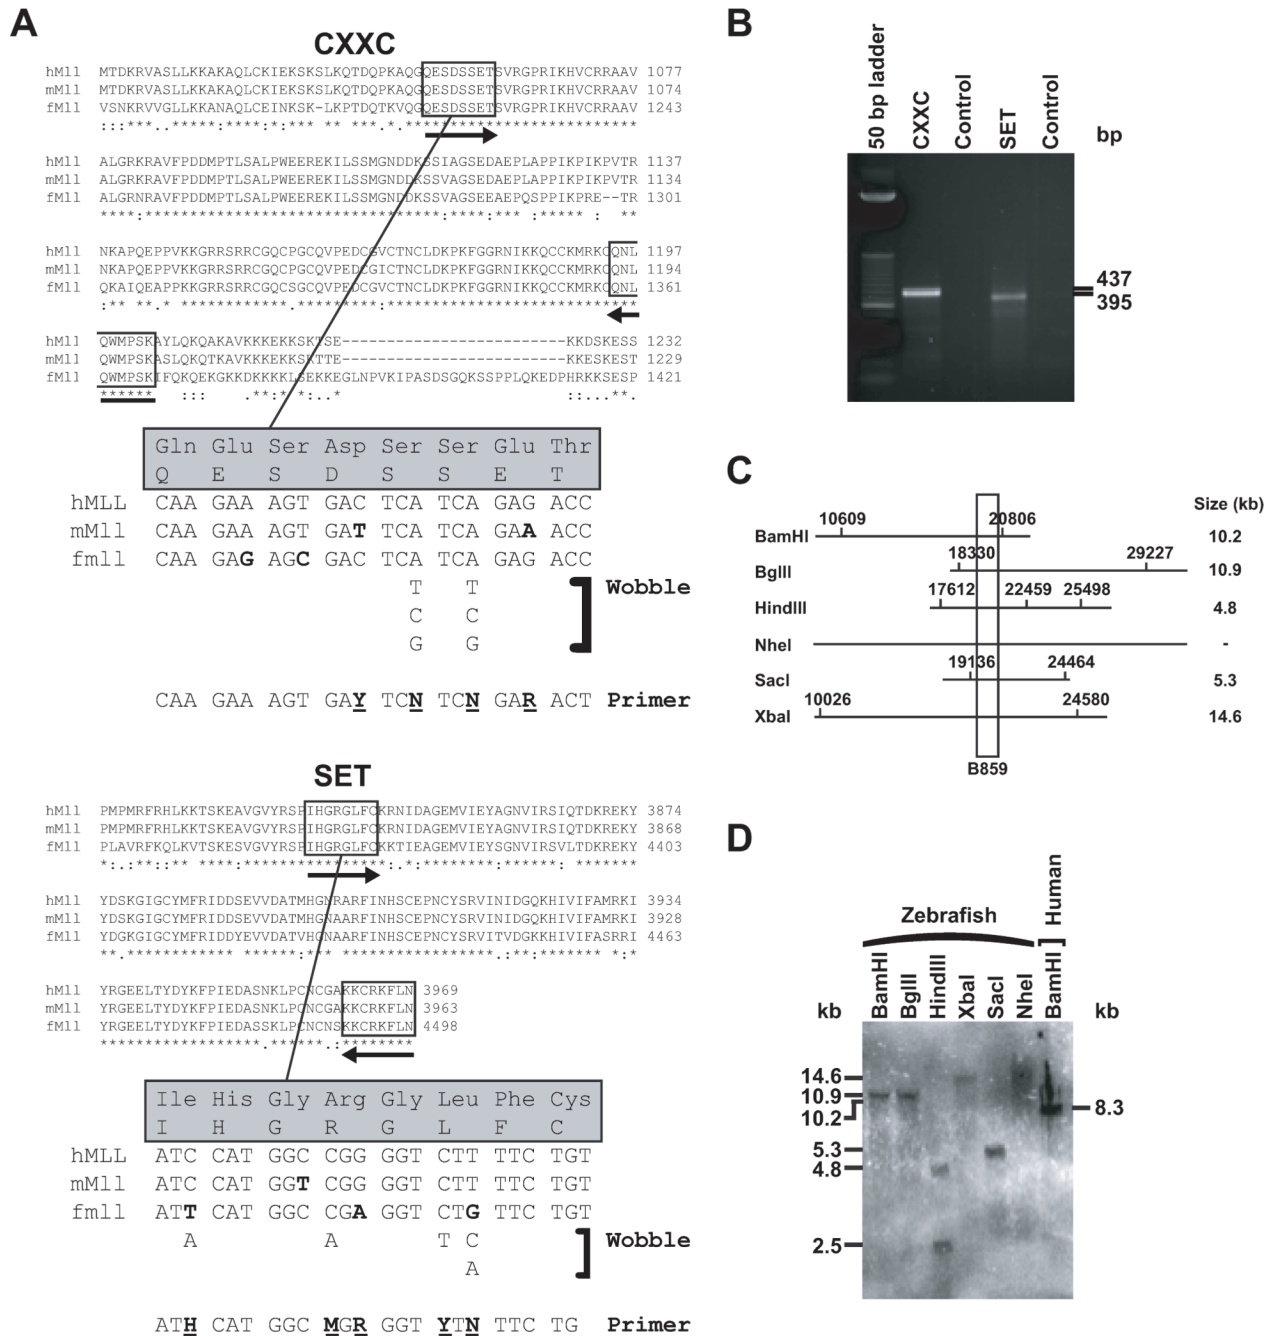 A
CXXC
hMll MTDKRVASLLKKAKAQLCKIEKSKSLKQTDQPKAQGQESDSSETSVRGPRIKHVCRRAAV 1077
mMll MTDKRVASLLKKAKAQLCKIEKSKSLKQTDQPKAQGQESDSSETSVRGPRIKHVCRRAAV 1074
fMll VSNKRVVGLLKKANAQLCEINKSK-LKPTDQTKVQGQESDSSETSVRGPRIKHVCRRAAV 1243
hMll ALGRKRAVFPDDMPTLSALPWEEREKILSSMGNDDKSSIAGSEDAEPLAPPIKPIKPVTR 1137
mMll ALGRKRAVFPDDMPTLSALPWEEREKILSSMGNDDKSSVAGSEDAEPLAPPIKPIKPVTR 1134
fMll ALGRNRAVFPDDMPTLSALPWEEREKILSSMGNDDKSSVAGSEEAEPQSPPIKPRE--TR 1301
hMll NKAPQEPPVKKGRRSRRCGQCPGCQVPEDCGVCTNCLDKPKFGGRNIKKQCCKMRKCQNL 1197
mMll NKAPQEPPVKKGRRSRRCGQCPGCQVPEDCGICTNCLDKPKFGGRNIKKQCCKMRKCQNL 1194
fMll QKAIQEAPPKKGRRSRRCGQCSGCQVPEDCGVCTNCLDKPKFGGRNIKKQCCKMRKCQNL 1361
hMll QWMPSKAYLQKQAKAVKKKEKKSKTSE-------------------------KKDSKESS 1232
mMll QWMPSKASLQKQTKAVKKKEKKSKTTE-------------------------KKESKEST 1229
fMll QWMPSKIFQKQEKGKKDKKKKLSEKKEGLNPVKIPASDSGQKSSPPLQKEDPHRKKSESP 1421
Gln Glu Ser Asp Ser Ser Glu Thr
Q E S D S S E T
hMLL CAA GAA AGT GAC TCA TCA GAG ACC
mMll CAA GAA AGT GAT TCA TCA GAA ACC
fmll CAA GAG AGC GAC TCA TCA GAG ACC
T T Wobble
C C
G G
CAA GAA AGT GAY TCN TCN GAR ACT Primer
SET
hMll PMPMRFRHLKKTSKEAVGVYRSPIHGRGLFCKRNIDAGEMVIEYAGNVIRSIQTDKREKY 3874
mMll PMPMRFRHLKKTSKEAVGVYRSPIHGRGLFCKRNIDAGEMVIEYAGNVIRSIQTDKREKY 3868
fMll PLAVRFKQLKVTSKESVGVYRSPIHGRGLFCKKTIEAGEMVIEYSGNVIRSVLTDKREKY 4403
hMll YDSKGIGCYMFRIDDSEVVDATMHGNRARFINHSCEPNCYSRVINIDGQKHIVIFAMRKI 3934
mMll YDSKGIGCYMFRIDDSEVVDATMHGNAARFINHSCEPNCYSRVINIDGQKHIVIFAMRKI 3928
fMll YDGKGIGCYMFRIDDYEVVDATVHGNAARFINHSCEPNCYSRVITVDGKKHIVIFASRRI 4463
hMll YRGEELTYDYKFPIEDASNKLPCNCGAKKCRKFLN 3969
mMll YRGEELTYDYKFPIEDASNKLPCNCGAKKCRKFLN 3963
fMll YRGEELTYDYKFPIEDASSKLPCNCNSKKCRKFLN 4498
Ile His Gly Arg Gly Leu Phe Cys
I H G R G L F C
hMLL ATC CAT GGC CGG GGT CTT TTC TGT
mMll ATC CAT GGT CGG GGT CTT TTC TGT
fmll ATT CAT GGC CGA GGT CTG TTC TGT
A A T C Wobble
A
ATH CAT GGC MGR GGT YTN TTC TG Primer
B
50 bp ladder
CXXC
Control
SET
Control
bp
437
395
C
Size (kb)
BamHI 10609 20806 10.2
BglII 18330 29227 10.9
HindIII 17612 22459 25498 4.8
NheI -
SacI 19136 24464 5.3
XbaI 10026 24580 14.6
B859
D
Zebrafish
Human
kb
BamHI
BglII
HindIII
XbaI
SacI
NheI
BamHI
kb
14.6
10.9
10.2
5.3
4.8
2.5
8.3